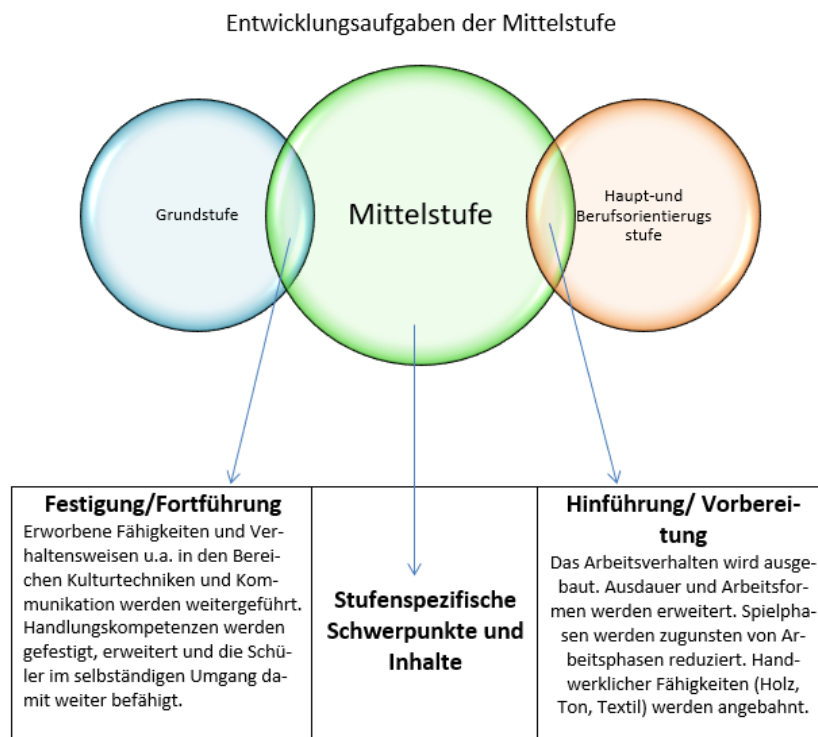 Entwicklungsaufgaben der Mittelstufe
Grundstufe
Mittelstufe
Haupt-und
Berufsorientierugs
stufe
Festigung/Fortführung
Erworbene Fähigkeiten und Ver-
haltensweisen u.a. in den Berei-
chen Kulturtechniken und Kom-
munikation werden weitergeführt.
Handlungskompetenzen werden
gefestigt, erweitert und die Schü-
ler im selbständigen Umgang da-
mit weiter befähigt.
Stufenspezifische
Schwerpunkte und
Inhalte
Hinführung/ Vorberei-
tung
Das Arbeitsverhalten wird ausge-
baut. Ausdauer und Arbeitsfor-
men werden erweitert. Spielpha-
sen werden zugunsten von Ar-
beitsphasen reduziert. Hand-
werklicher Fähigkeiten (Holz,
Ton, Textil) werden angebahnt.